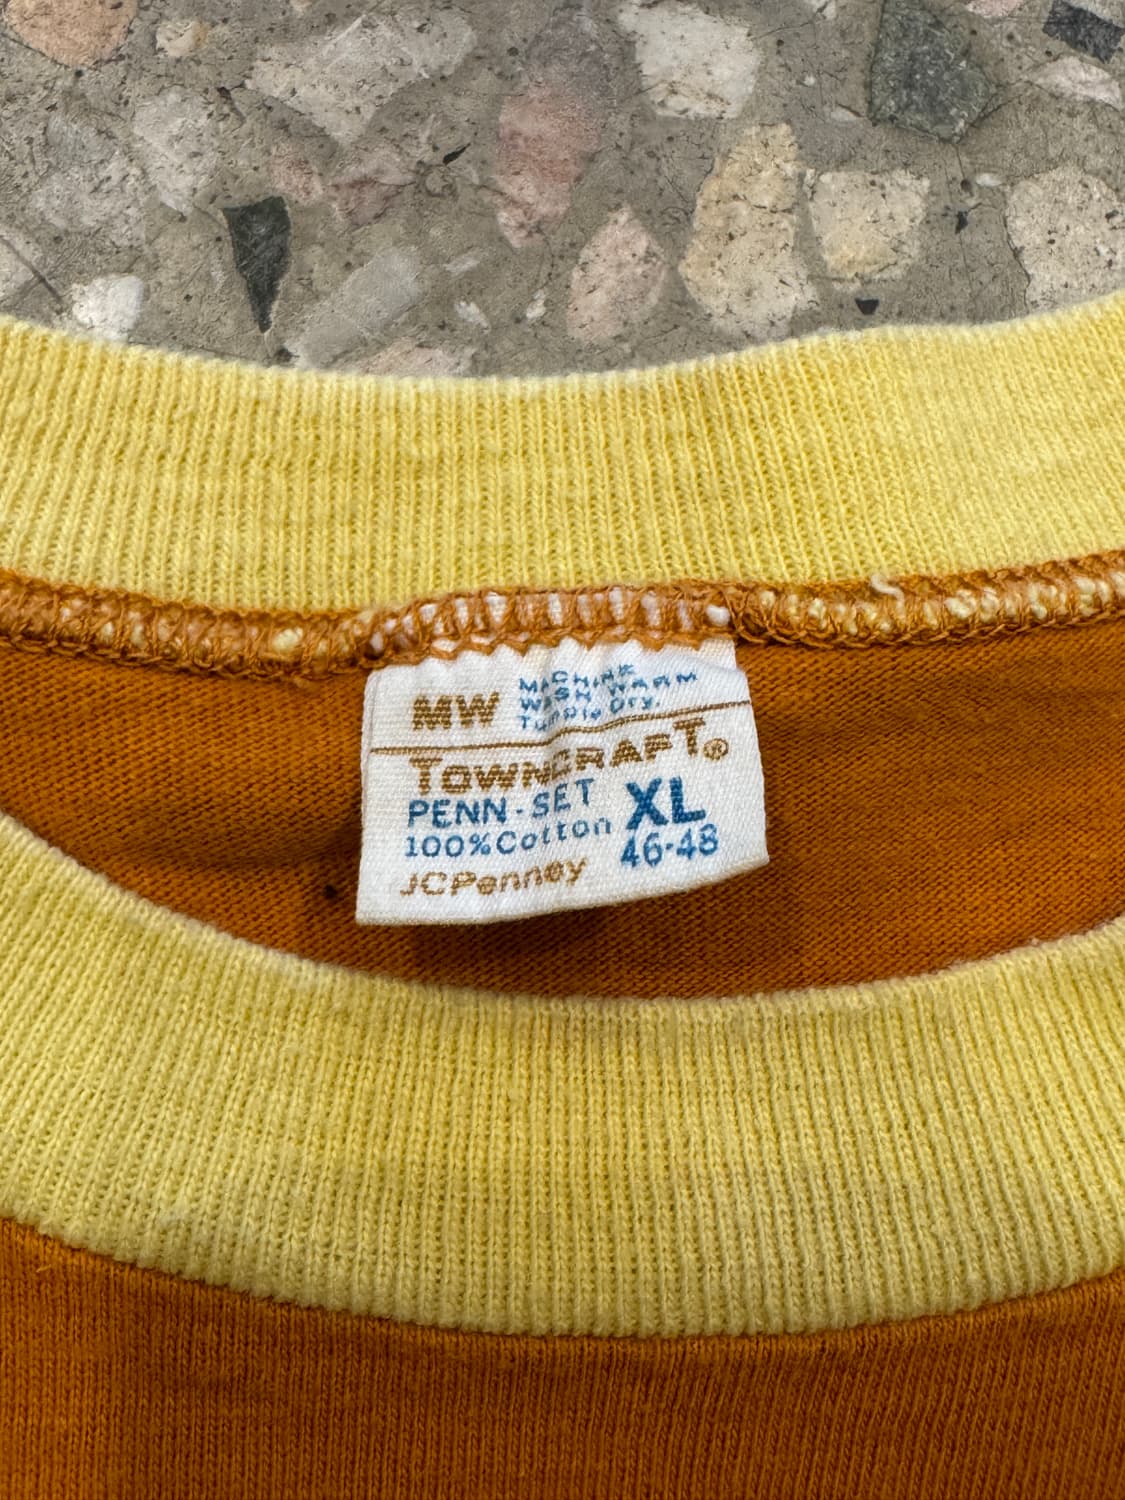 MW
MACHINE
WASH WARM
Tumble Dry.
TOWNCRAFT®
PENN-SET XL
100% Cotton 46-48
JCPenney